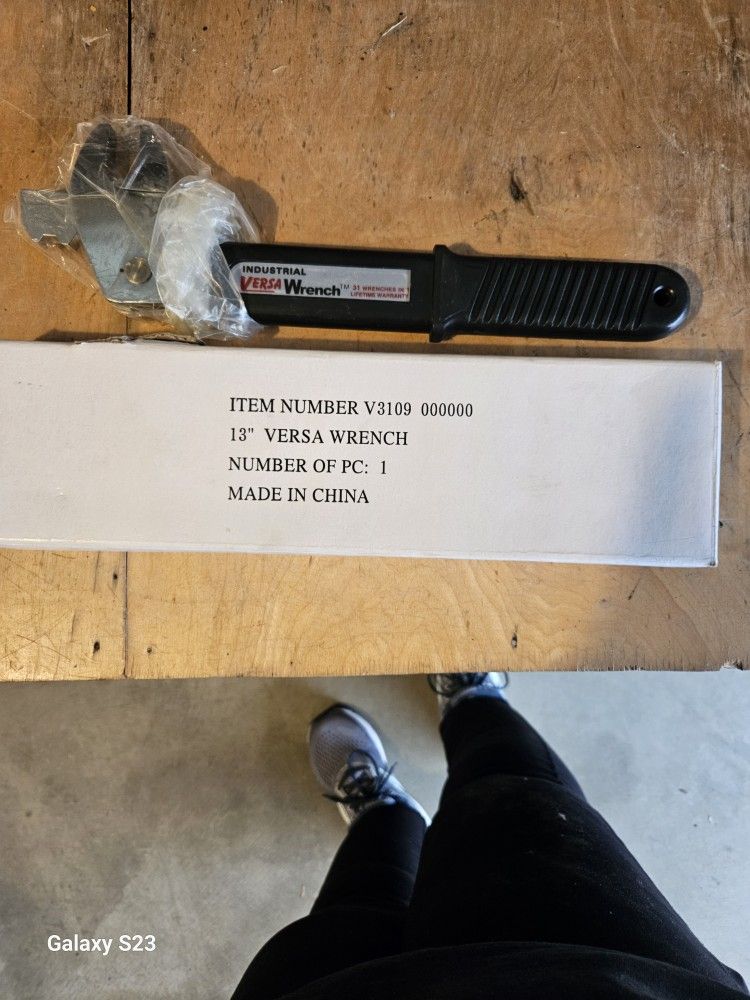 INDUSTRIAL
VERSA Wrench™ 31 WRENCHES IN 1
LIFETIME WARRANTY
ITEM NUMBER V3109 000000
13" VERSA WRENCH
NUMBER OF PC: 1
MADE IN CHINA
Galaxy S23